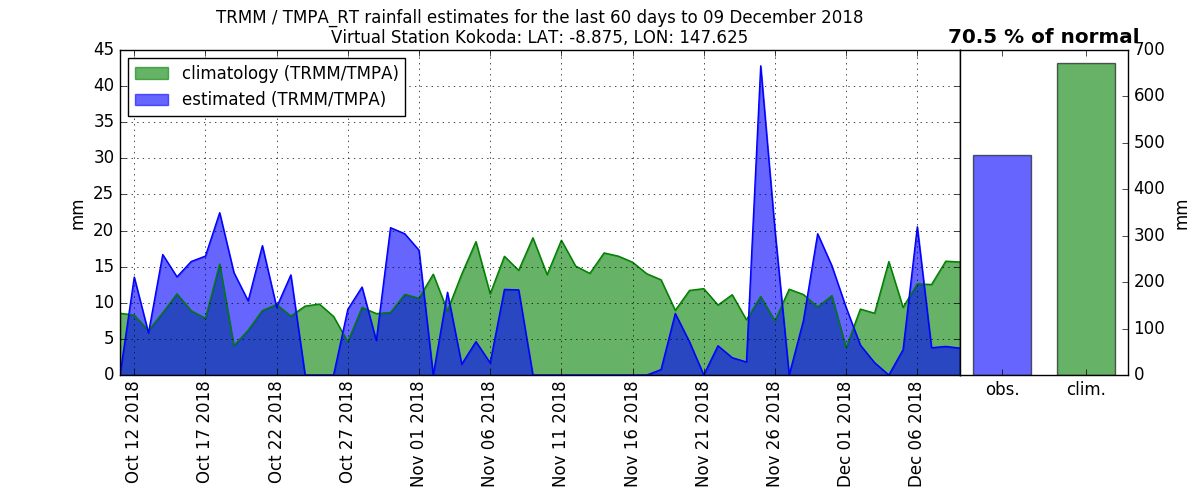 TRMM / TMPA_RT rainfall estimates for the last 60 days to 09 December 2018
Virtual Station Kokoda: LAT: -8.875, LON: 147.625
70.5 % of normal
climatology (TRMM/TMPA)
estimated (TRMM/TMPA)
45
40
35
30
25
20
15
10
5
0
mm
Oct 12 2018
Oct 17 2018
Oct 22 2018
Oct 27 2018
Nov 01 2018
Nov 06 2018
Nov 11 2018
Nov 16 2018
Nov 21 2018
Nov 26 2018
Dec 01 2018
Dec 06 2018
obs.
clim.
700
600
500
400
300
200
100
0
mm